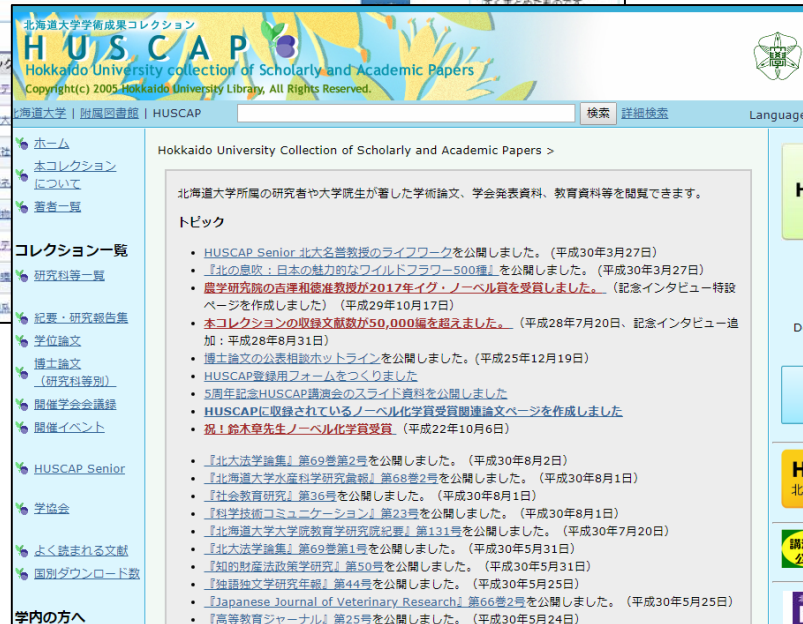 北海道大学学術成果コレクション
HUSCAP
Hokkaido University collection of Scholarly and Academic Papers
Copyright(c) 2005 Hokkaido University Library, All Rights Reserved.
北海道大学 | 附属図書館 | HUSCAP
検索 詳細検索
Language
ホーム
本コレクション
について
著者一覧
コレクション一覧
研究科等一覧
紀要・研究報告集
学位論文
博士論文
（研究科等別）
開催学会会議録
開催イベント
HUSCAP Senior
学協会
よく読まれる文献
国別ダウンロード数
学内の方へ
Hokkaido University Collection of Scholarly and Academic Papers >
北海道大学所属の研究者や大学院生が著した学術論文、学会発表資料、教育資料等を閲覧できます。
トピック
HUSCAP Senior 北大名誉教授のライフワークを公開しました。 (平成30年3月27日)
『北の息吹 : 日本の魅力的なワイルドフラワー500種』を公開しました。 (平成30年3月27日)
農学研究院の吉澤和徳准教授が2017年イグ・ノーベル賞を受賞しました。 （記念インタビュー特設
ページを作成しました）（平成29年10月17日）
本コレクションの収録文献数が50,000編を超えました。 （平成28年7月20日、記念インタビュー追
加：平成28年8月31日）
博士論文の公表相談ホットラインを公開しました。(平成25年12月19日）
HUSCAP登録用フォームをつくりました
5周年記念HUSCAP講演会のスライド資料を公開しました
HUSCAPに収録されているノーベル化学賞受賞関連論文ページを作成しました
祝！鈴木章先生ノーベル化学賞受賞 （平成22年10月6日）
『北大法学論集』第69巻第2号を公開しました。（平成30年8月2日）
『北海道大学水産科学研究彙報』第68巻2号を公開しました。（平成30年8月1日）
『社会教育研究』第36号を公開しました。（平成30年8月1日）
『科学技術コミュニケーション』第23号を公開しました。（平成30年8月1日）
『北海道大学大学院教育学研究院紀要』第131号を公開しました。（平成30年7月20日）
『北大法学論集』第69巻第1号を公開しました。（平成30年5月31日）
『知的財産法政策学研究』第50号を公開しました。（平成30年5月31日）
『独語独文学研究年報』第44号を公開しました。（平成30年5月25日）
『Japanese Journal of Veterinary Research』第66巻2号を公開しました。（平成30年5月25日）
『高等教育ジャーナル』第25号を公開しました。（平成30年5月24日）